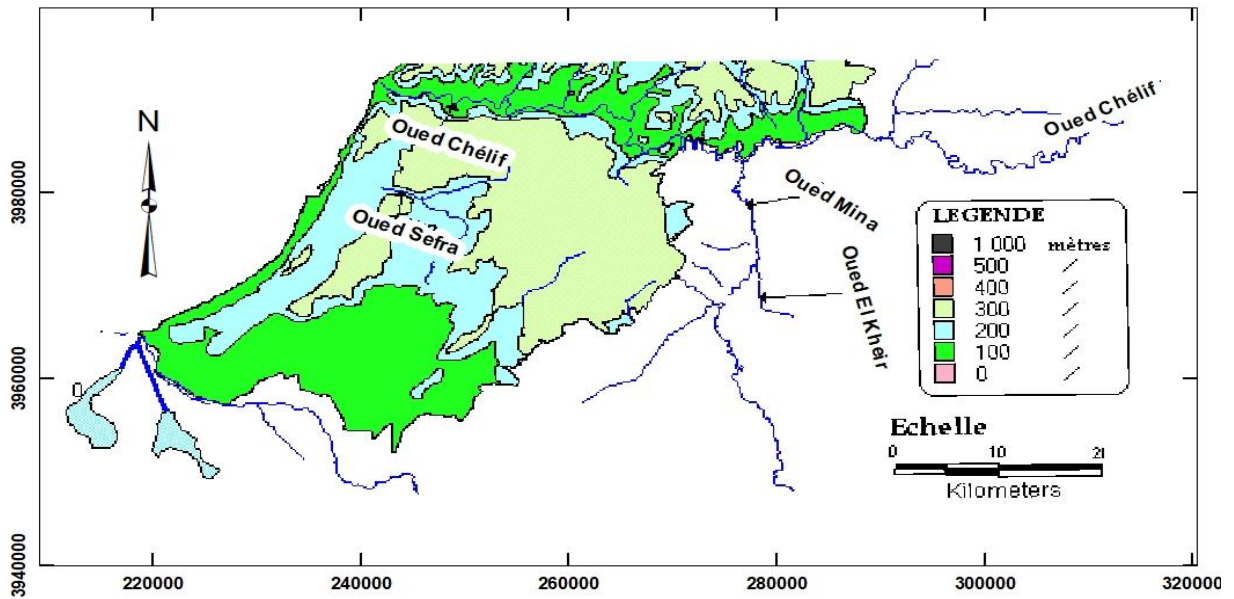 N
Oued Chélif
Oued Chélif
Oued Sefra
Oued Mina
Oued El Kheir
LEGENDE
1 000 mètres
500
400
300
200
100
0
Echelle
0 10 2
Kilometers
0
3980000
3960000
3940000
220000 240000 260000 280000 300000 320000